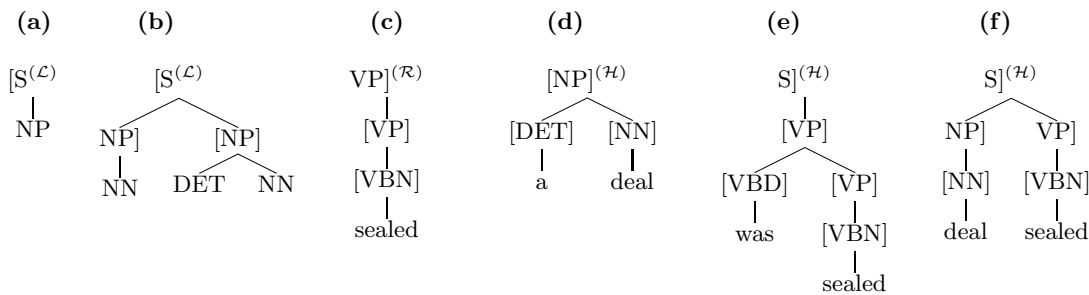 (a) (b) (c) (d) (e) (f)
[S^(ℒ) [S^(ℒ) VP]^(ℛ) [NP]^(ℋ) S]^(ℋ) S]^(ℋ)
NP NP] [NP] [VP] [DET] [NN] [VP] NP] VP]
NN DET NN [VBN] a deal [VBD] [VP] [NN] [VBN]
sealed was [VBN] deal sealed
sealed